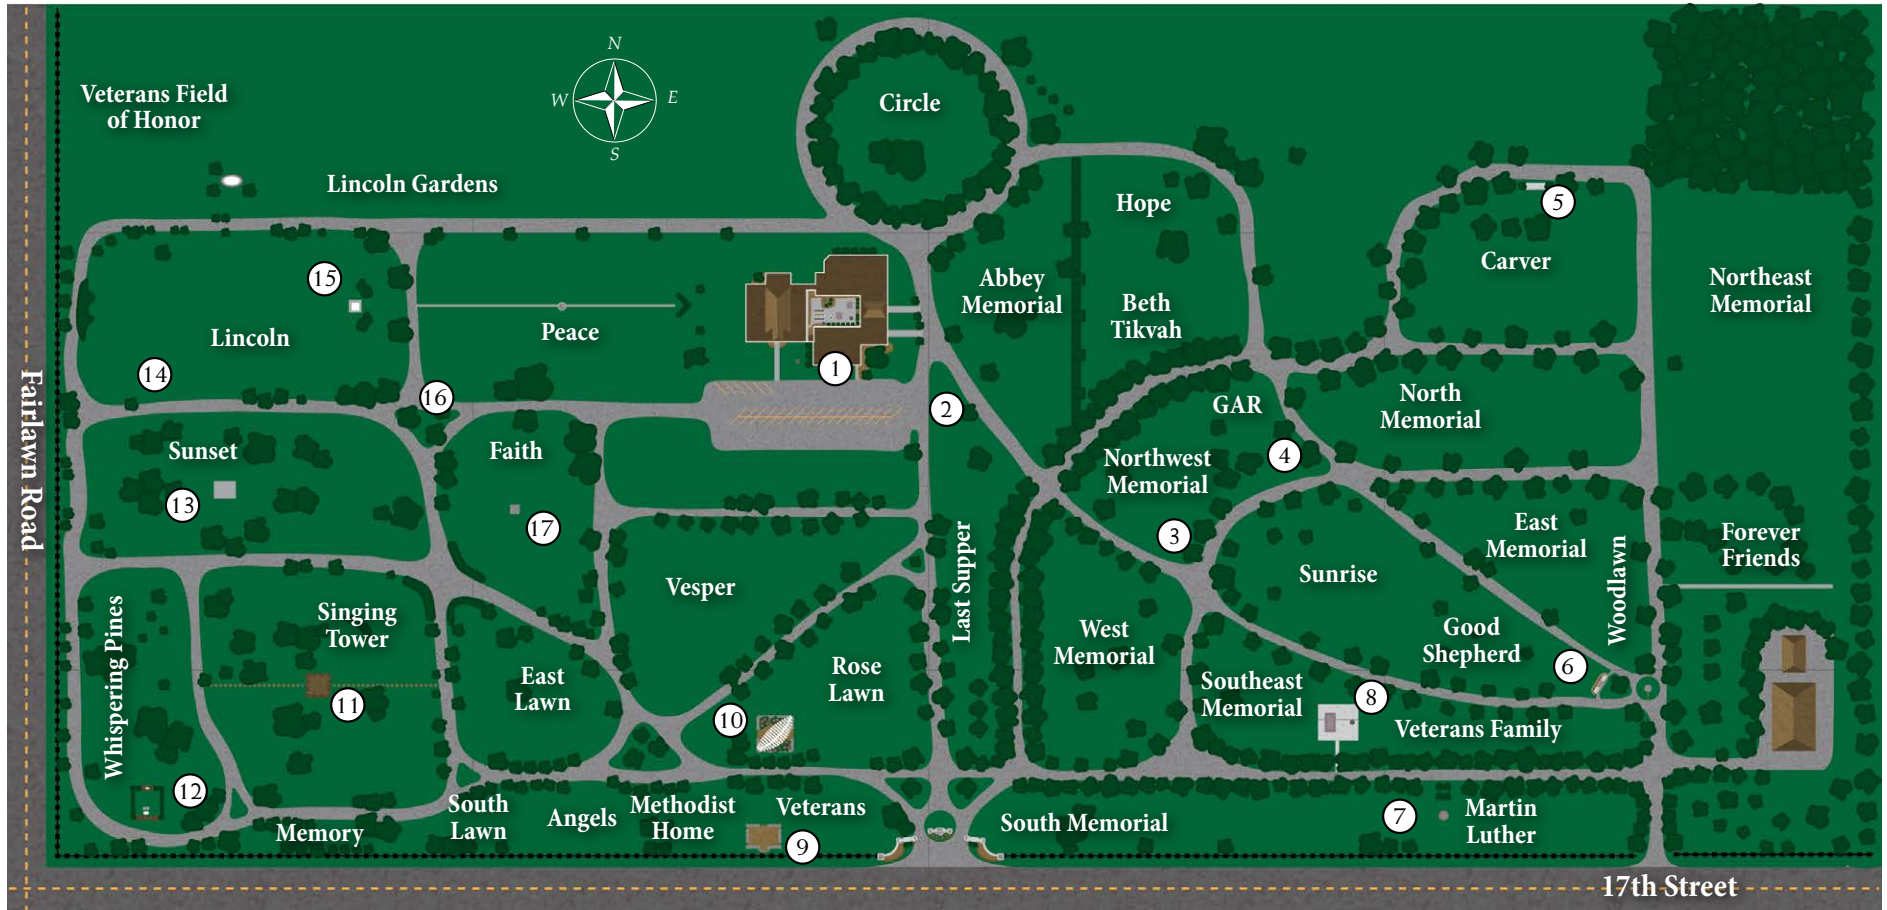 Veterans Field
of Honor
N
W
E
S
Circle
Lincoln Gardens
Hope
5
Carver
Abbey
Memorial
Beth
Tikvah
Northeast
Memorial
15
Lincoln
Peace
14
1
16
2
GAR
North
Memorial
Fairlawn Road
Sunset
Faith
4
Northwest
Memorial
13
17
3
East
Memorial
Forever
Friends
Last Supper
Vesper
Sunrise
Woodlawn
Singing
Tower
Whispering Pines
West
Memorial
Good
Shepherd
6
East
Lawn
Rose
Lawn
Southeast
Memorial
8
11
10
Veterans Family
12
South
Lawn
Angels
Methodist
Home
Veterans
Memory
9
South Memorial
7
Martin
Luther
17th Street